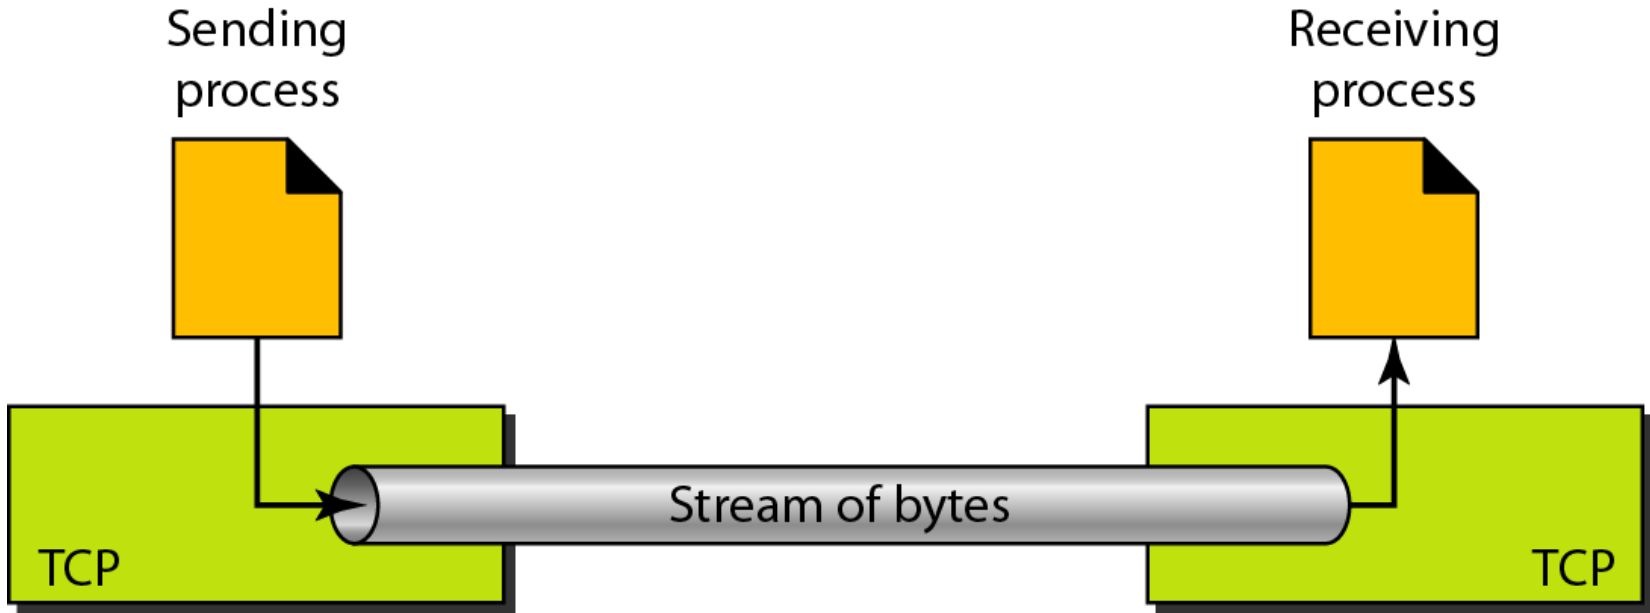 Sending
process
Receiving
process
Stream of bytes
TCP
TCP